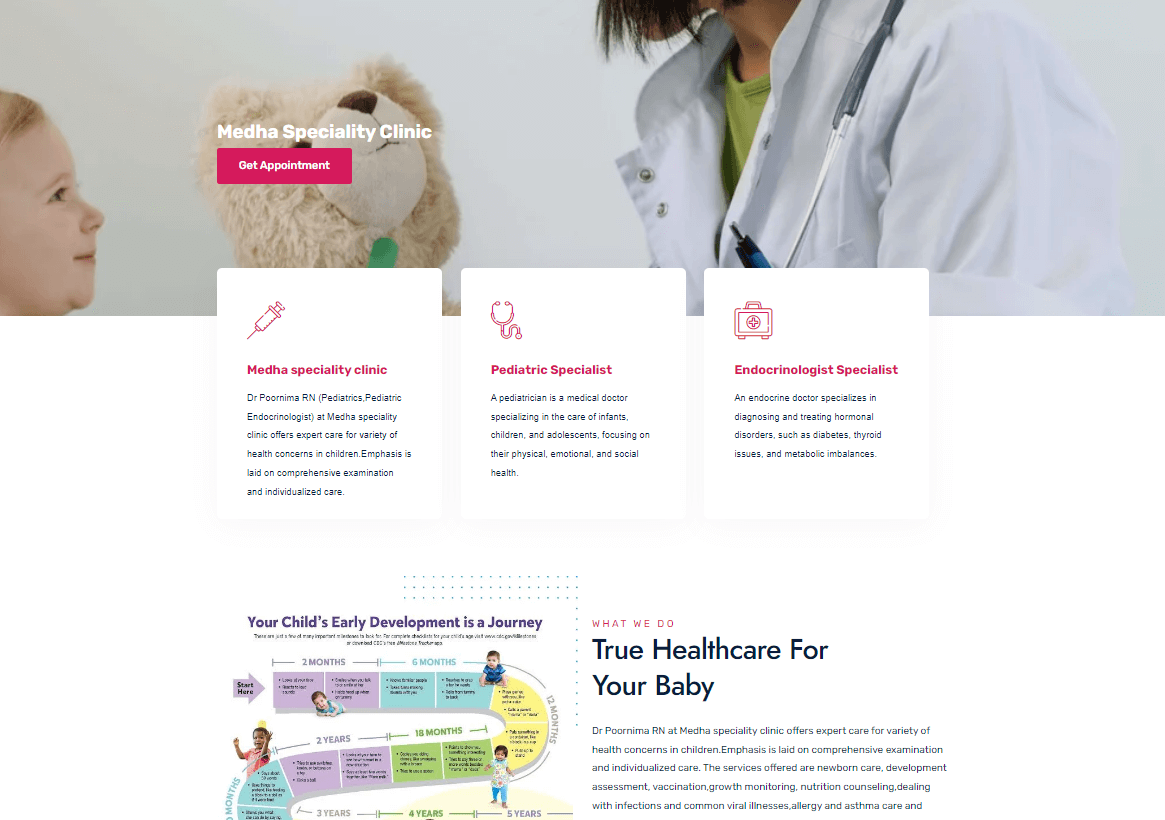 Medha Speciality Clinic
Get Appointment
Medha speciality clinic
Dr Poornima RN (Pediatrics,Pediatric
Endocrinologist) at Medha speciality
clinic offers expert care for variety of
health concerns in children.Emphasis is
laid on comprehensive examination
and individualized care.
Pediatric Specialist
A pediatrician is a medical doctor
specializing in the care of infants,
children, and adolescents, focusing on
their physical, emotional, and social
health.
Endocrinologist Specialist
An endocrine doctor specializes in
diagnosing and treating hormonal
disorders, such as diabetes, thyroid
issues, and metabolic imbalances.
Your Child's Early Development is a Journey
These are just a few of many important milestones to look for. For complete checklists for your child's age visit www.cdc.gov/Milestones
or download CDC's free Milestone Tracker app.
Start
Here
2 MONTHS
6 MONTHS
12 MONTHS
18 MONTHS
2 YEARS
MONTHS
3 YEARS
4 YEARS
5 YEARS
WHAT WE DO
True Healthcare For
Your Baby
Dr Poornima RN at Medha speciality clinic offers expert care for variety of
health concerns in children.Emphasis is laid on comprehensive examination
and individualized care. The services offered are newborn care, development
assessment, vaccination,growth monitoring, nutrition counseling,dealing
with infections and common viral illnesses,allergy and asthma care and